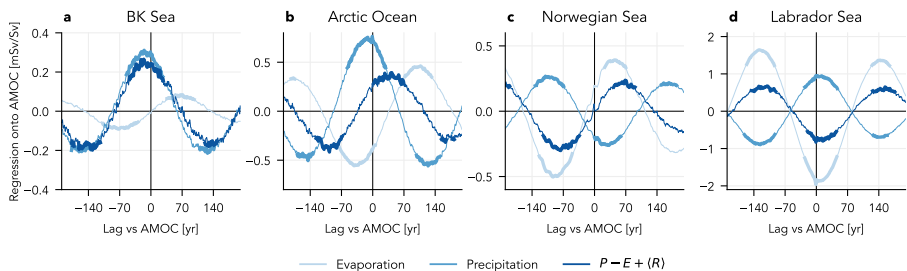 a BK Sea
b Arctic Ocean
c Norwegian Sea
d Labrador Sea
Regression onto AMOC [mSv/Sv]
0.4
0.2
0.0
−0.2
−0.4
0.5
0.0
−0.5
0.5
0.0
−0.5
2
1
0
−1
−2
−140 −70 0 70 140
−140 −70 0 70 140
−140 −70 0 70 140
−140 −70 0 70 140
Lag vs AMOC [yr]
Lag vs AMOC [yr]
Lag vs AMOC [yr]
Lag vs AMOC [yr]
Evaporation
Precipitation
P − E + ⟨R⟩